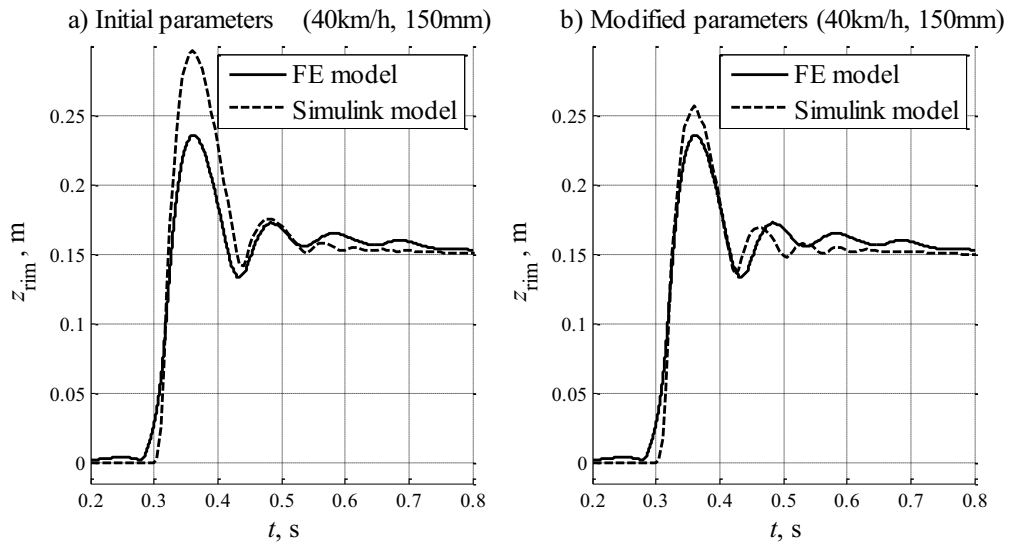 a) Initial parameters (40km/h, 150mm)
FE model
Simulink model
0.25
0.2
0.15
0.1
0.05
0
z_rim, m
0.2 0.3 0.4 0.5 0.6 0.7 0.8
t, s
b) Modified parameters (40km/h, 150mm)
FE model
Simulink model
0.25
0.2
0.15
0.1
0.05
0
z_rim, m
0.2 0.3 0.4 0.5 0.6 0.7 0.8
t, s